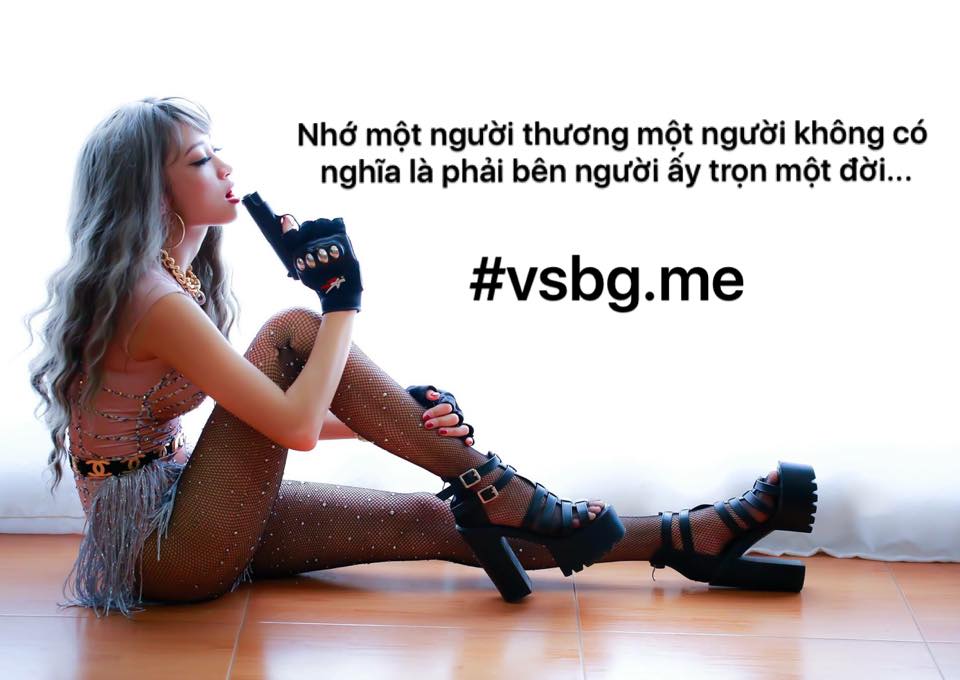 Nhớ một người thương một người không có
nghĩa là phải bên người ấy trọn một đời...
#vsbg.me